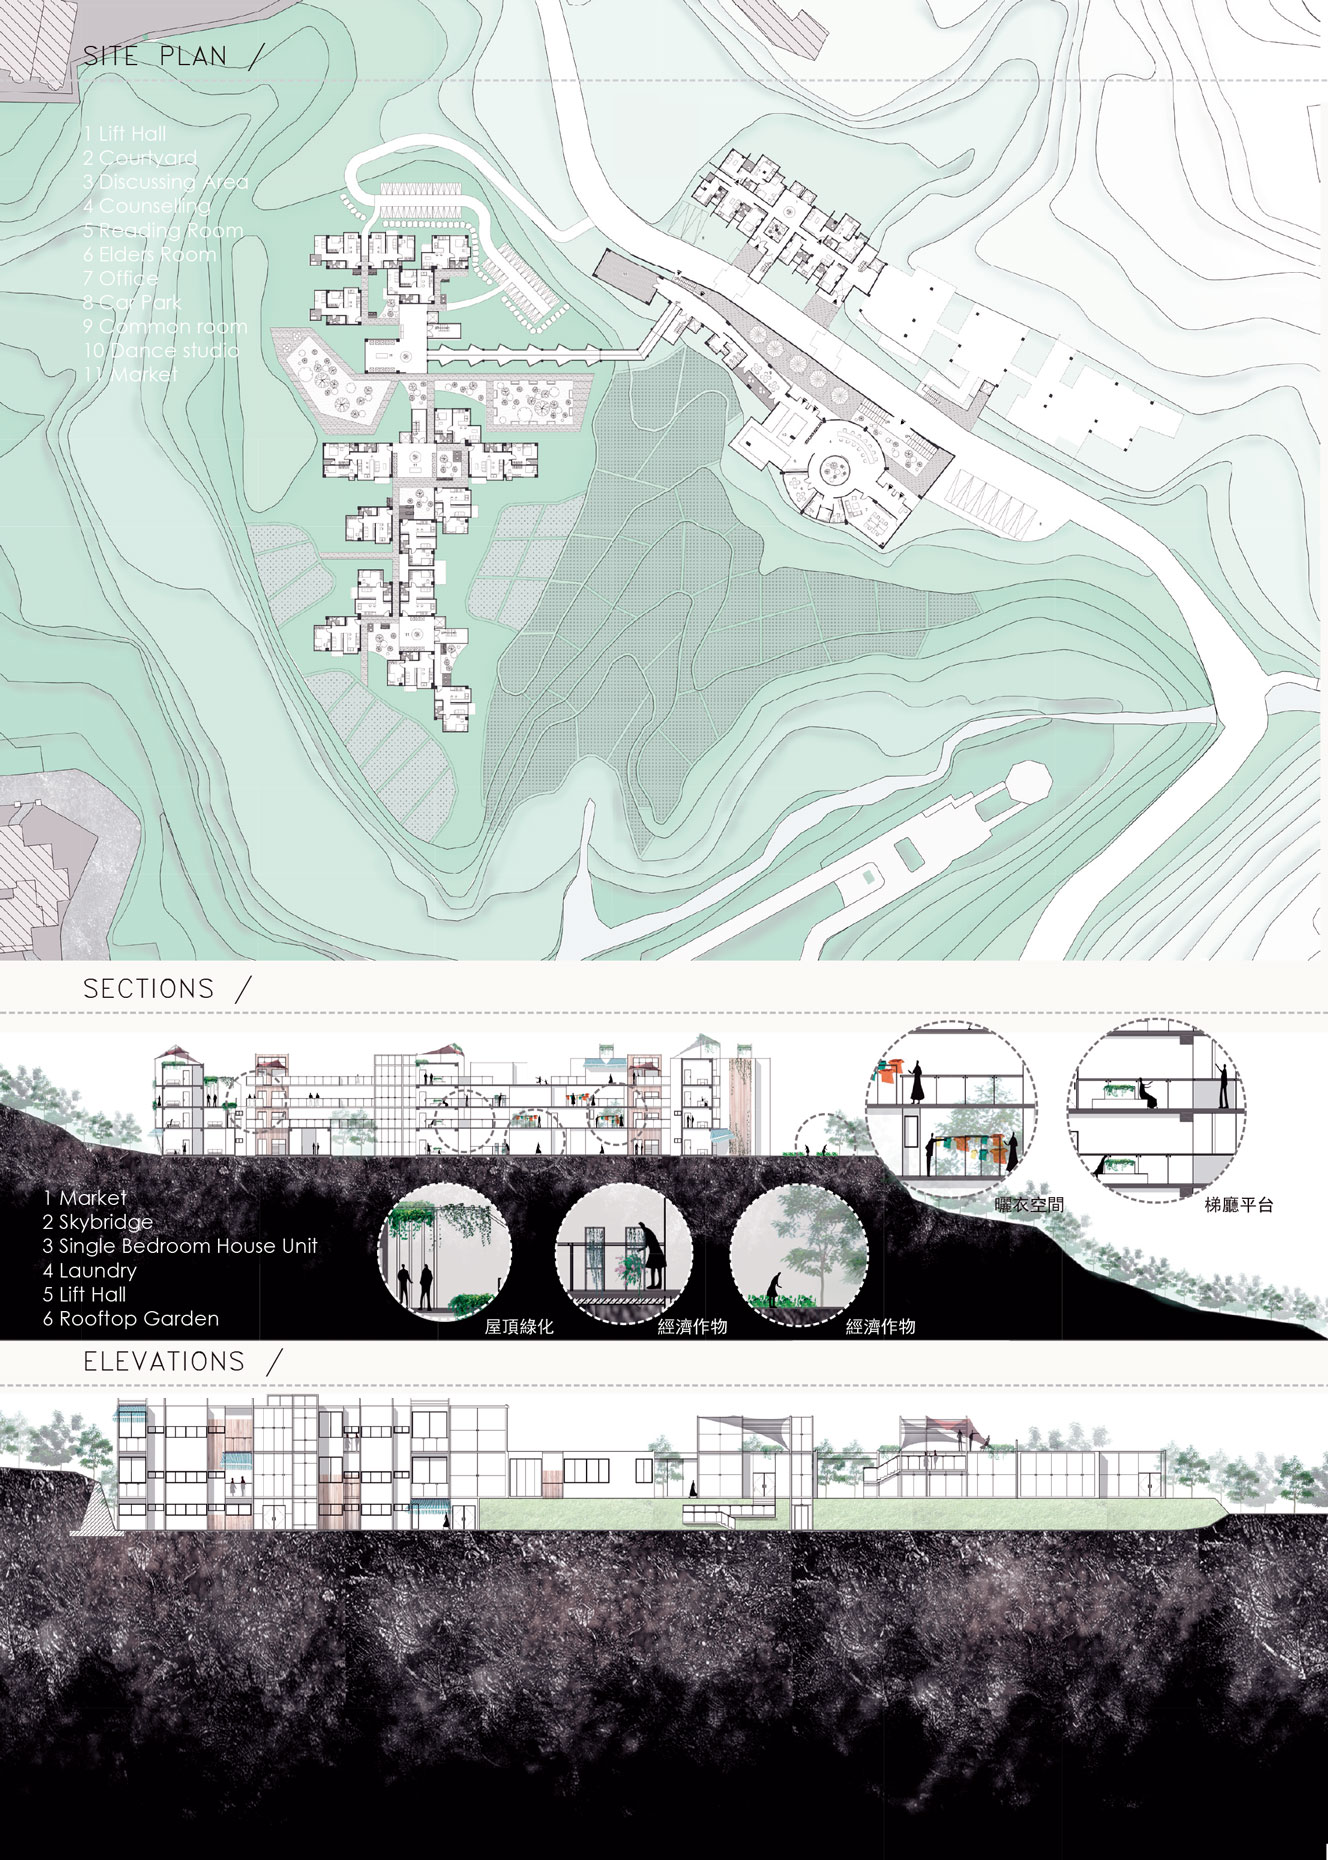 SITE PLAN /
1 Lift Hall
2 Courtyard
3 Discussing Area
4 Counselling
5 Reading Room
6 Elders Room
7 Office
8 Car Park
9 Common room
10 Dance studio
11 Market
SECTIONS /
曬衣空間
梯廳平台
1 Market
2 Skybridge
3 Single Bedroom House Unit
4 Laundry
5 Lift Hall
6 Rooftop Garden
屋頂綠化
經濟作物
經濟作物
ELEVATIONS /